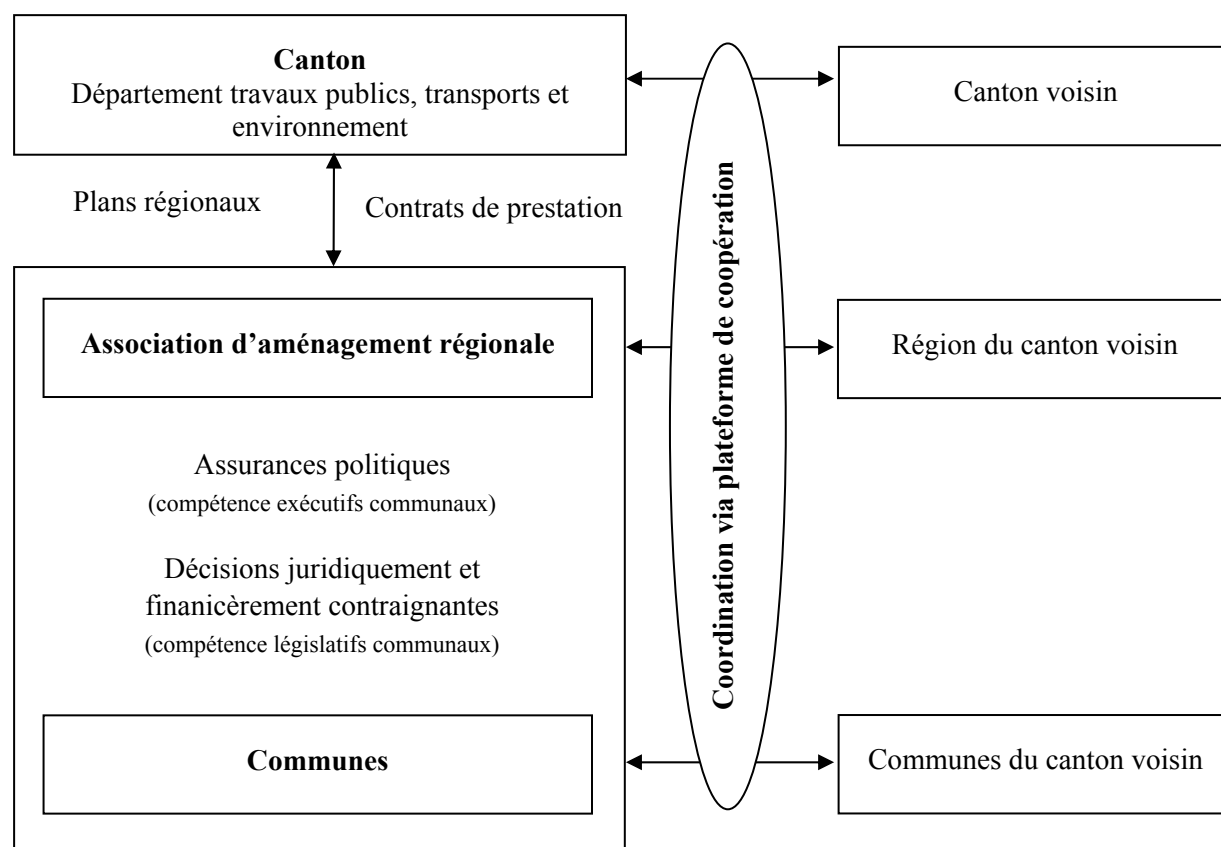 Canton
Département travaux publics, transports et
environnement
Canton voisin
Plans régionaux
Contrats de prestation
Coordination via plateforme de coopération
Association d’aménagement régionale
Région du canton voisin
Assurances politiques
(compétence exécutifs communaux)
Décisions juridiquement et
finanicèrement contraignantes
(compétence législatifs communaux)
Communes
Communes du canton voisin